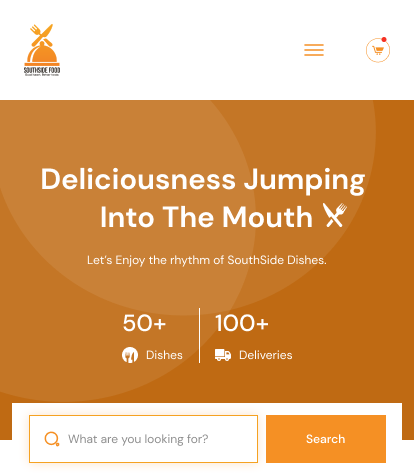 SOUTHSIDE FOOD
Deliciousness Jumping
Into The Mouth
Let's Enjoy the rhythm of SouthSide Dishes.
50+
Dishes
100+
Deliveries
What are you looking for?
Search